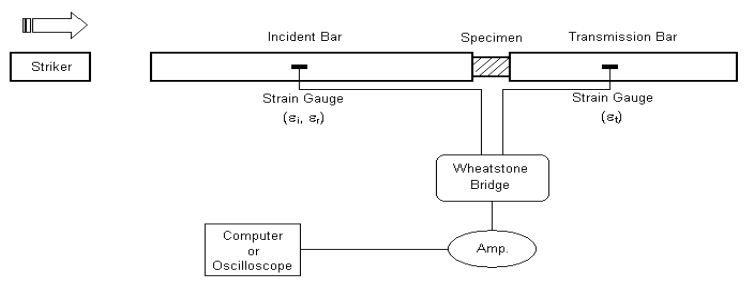 Incident Bar
Specimen
Transmission Bar
Striker
Strain Gauge
(εi, εr)
Strain Gauge
(εt)
Wheatstone
Bridge
Computer
or
Oscilloscope
Amp.